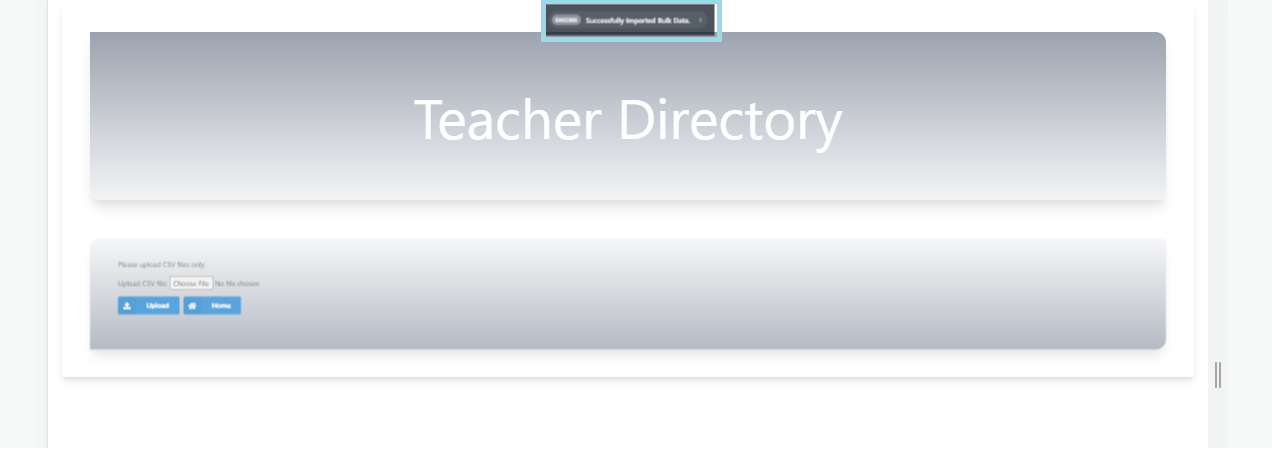 SUCCESS Successfully Imported Bulk Data.
Teacher Directory
Please upload CSV files only.
Upload CSV file: Choose File No file chosen
Upload Home